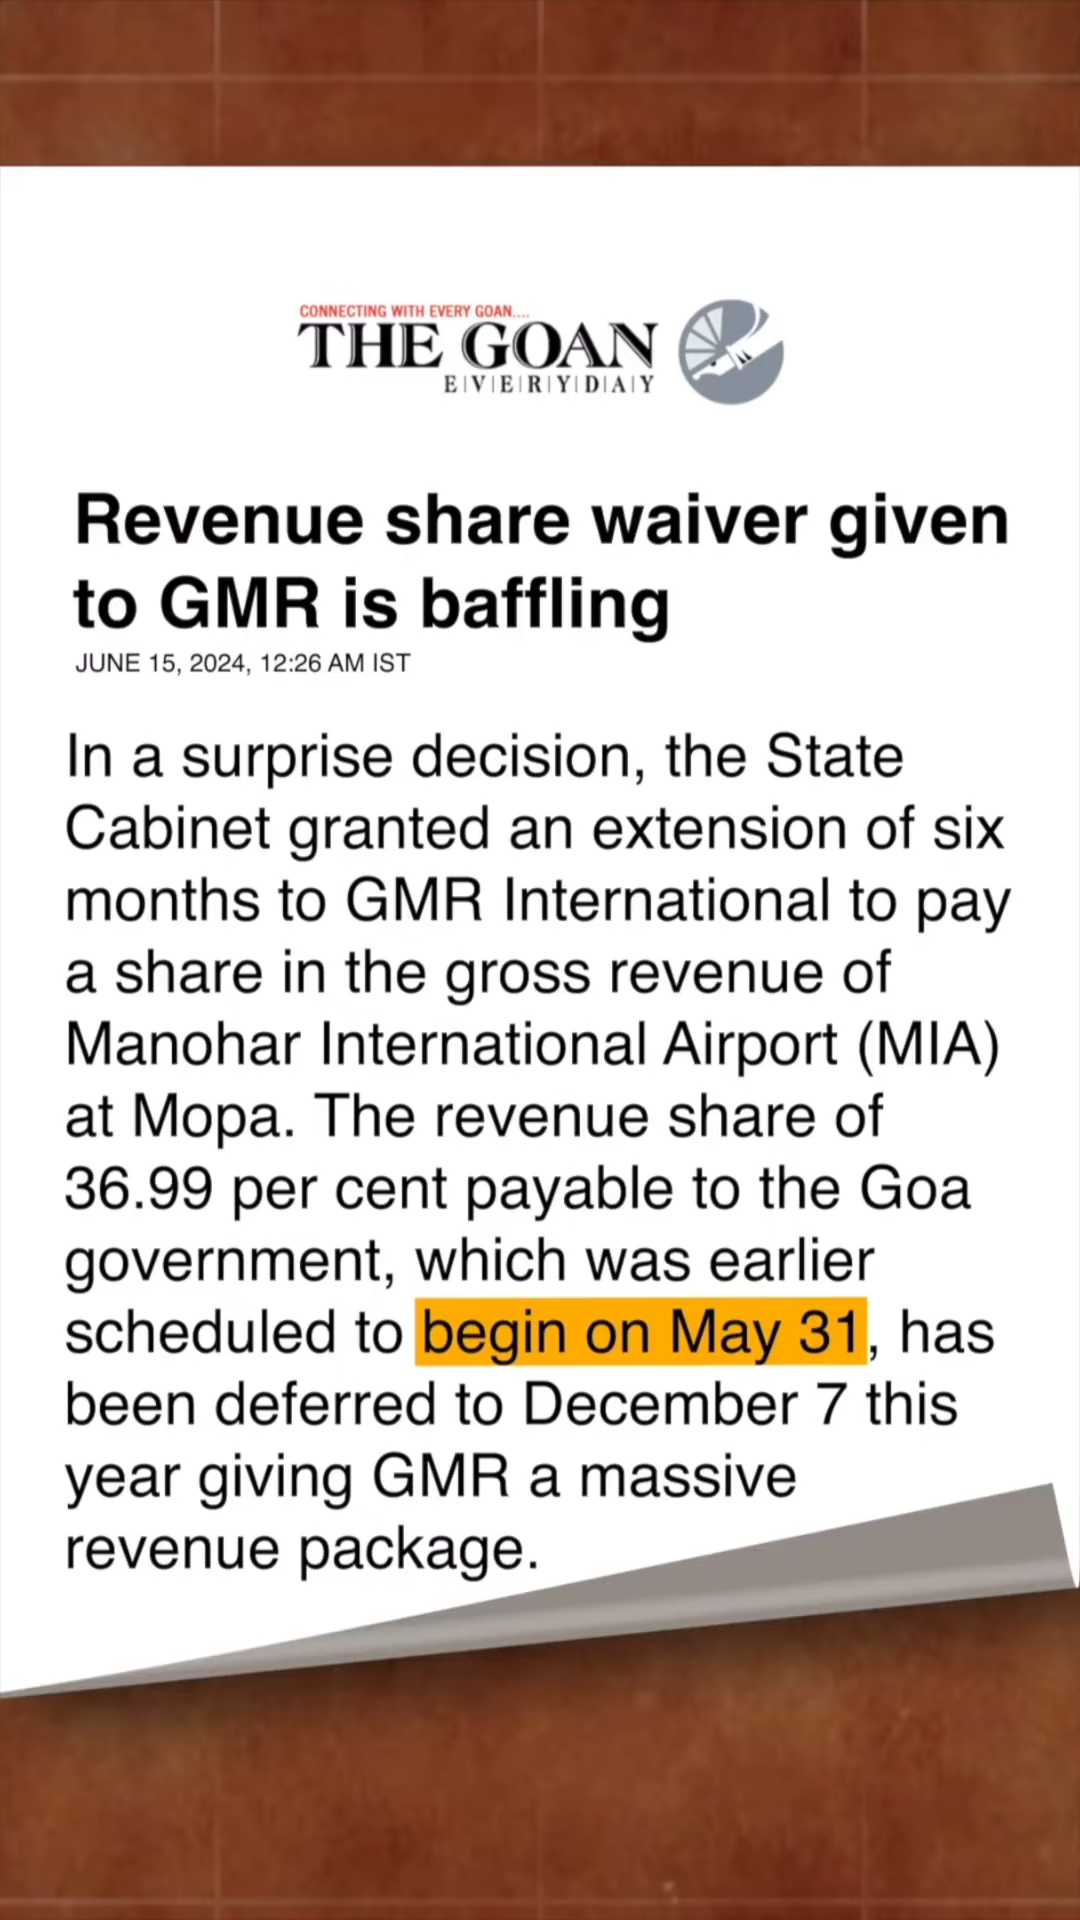 CONNECTING WITH EVERY GOAN....
THE GOAN
E|V|E|R|Y|D|A|Y
Revenue share waiver given
to GMR is baffling
JUNE 15, 2024, 12:26 AM IST
In a surprise decision, the State
Cabinet granted an extension of six
months to GMR International to pay
a share in the gross revenue of
Manohar International Airport (MIA)
at Mopa. The revenue share of
36.99 per cent payable to the Goa
government, which was earlier
scheduled to begin on May 31, has
been deferred to December 7 this
year giving GMR a massive
revenue package.